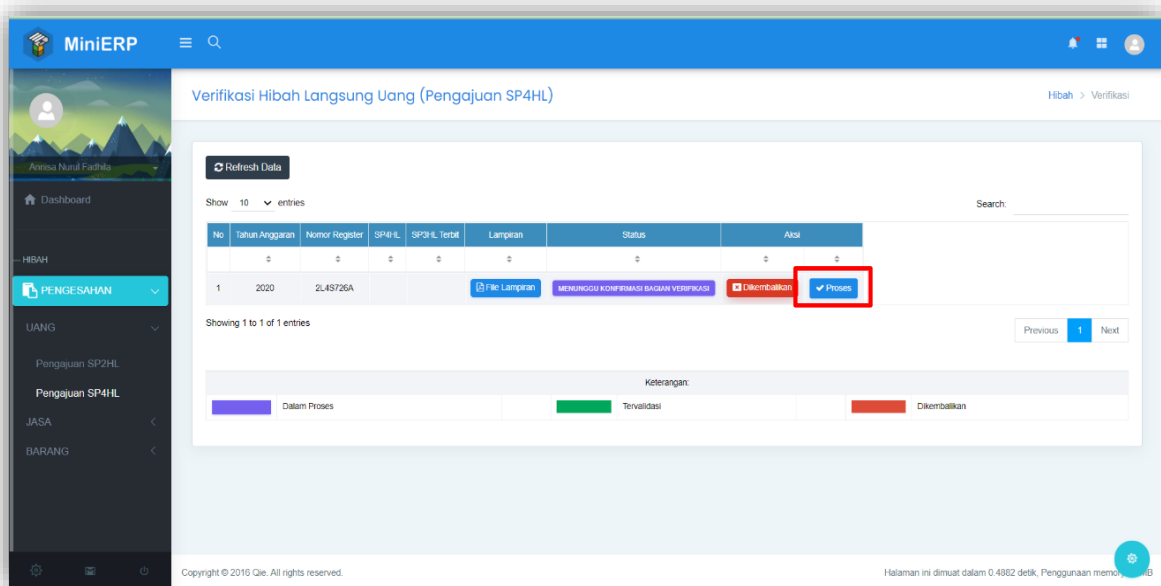 MiniERP
Verifikasi Hibah Langsung Uang (Pengajuan SP4HL)
Hibah > Verifikasi
Annisa Nurul Fadhila
Dashboard
HIBAH
PENGESAHAN
UANG
Pengajuan SP2HL
Pengajuan SP4HL
JASA
BARANG
Refresh Data
Show 10 entries
Search:
No Tahun Anggaran Nomor Register SP4HL SP3HL Terbit Lampiran Status Aksi
1 2020 2L4S726A File Lampiran MENUNGGU KONFIRMASI BAGIAN VERIFIKASI Dikembalikan Proses
Showing 1 to 1 of 1 entries
Previous 1 Next
Keterangan:
Dalam Proses Tervalidasi Dikembalikan
Copyright © 2016 Qie. All rights reserved.
Halaman ini dimuat dalam 0.4882 detik, Penggunaan